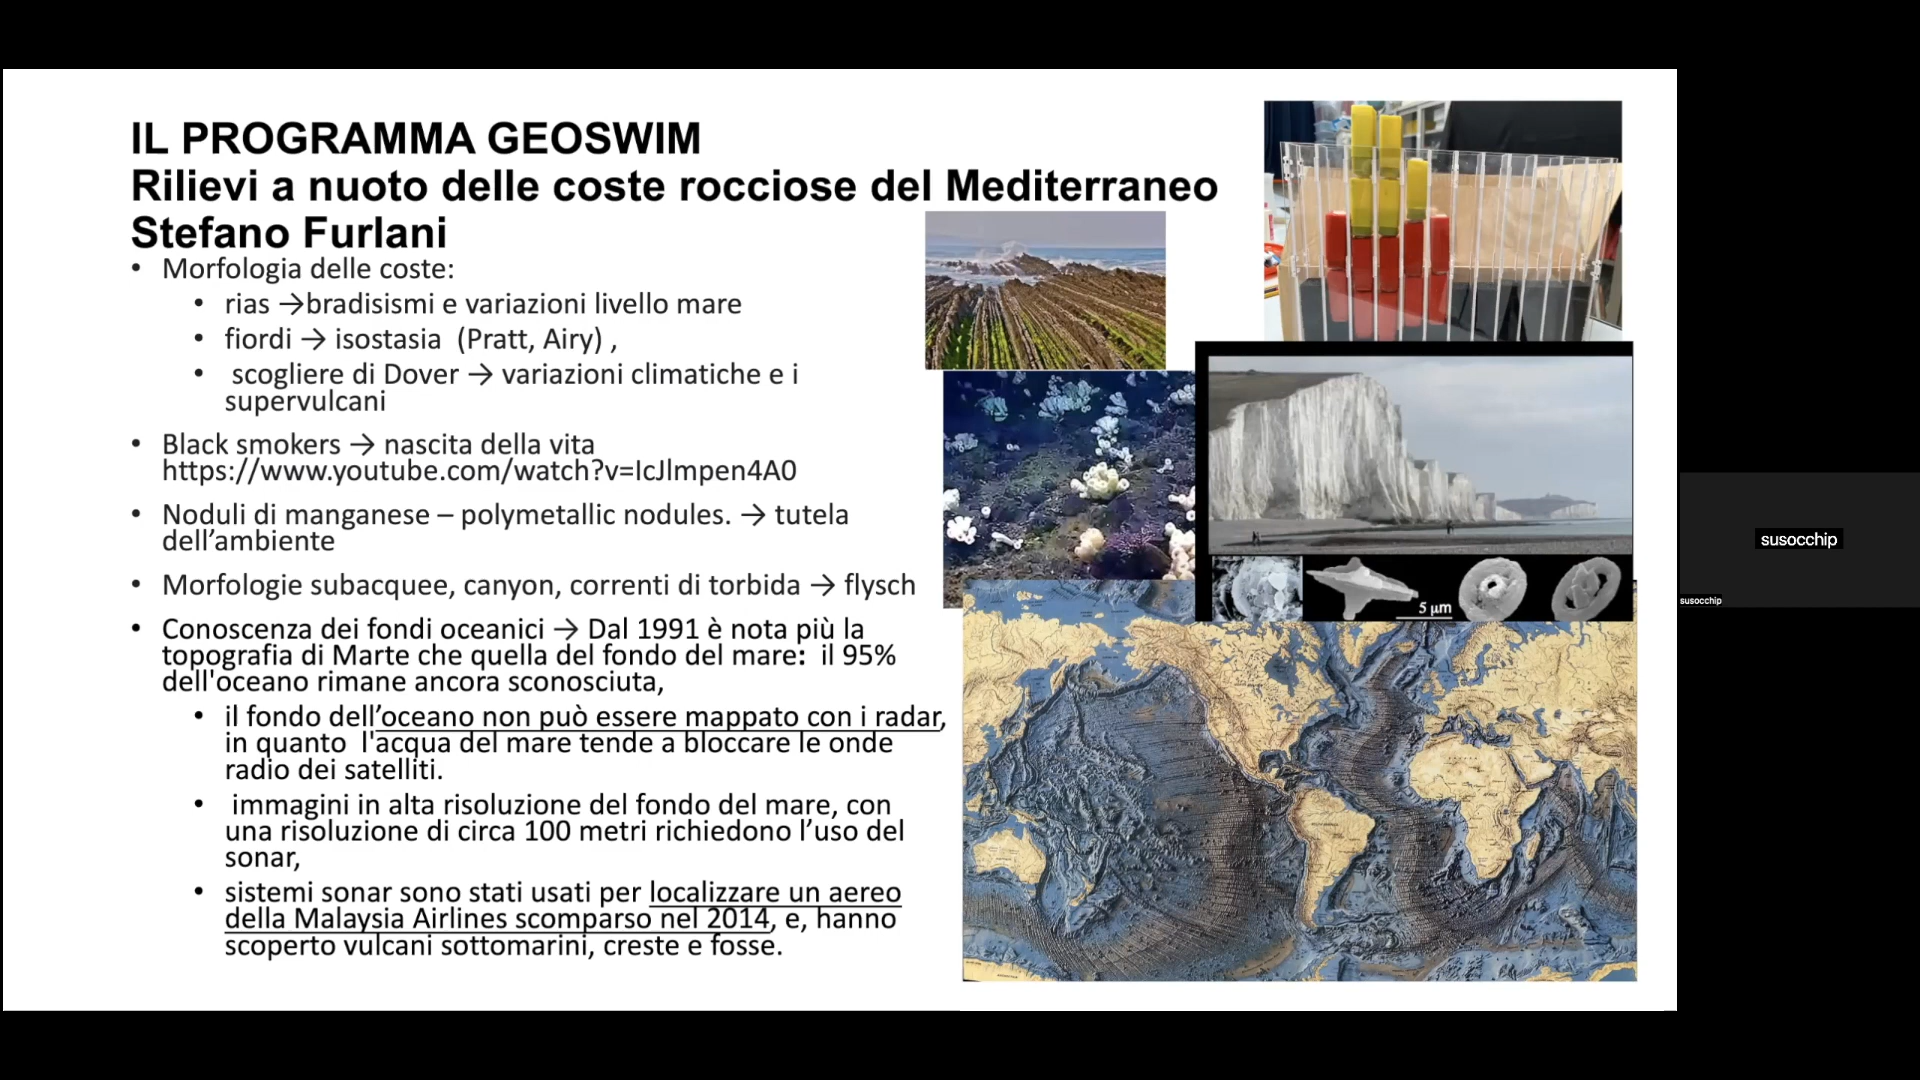 IL PROGRAMMA GEOSWIM
Rilievi a nuoto delle coste rocciose del Mediterraneo
Stefano Furlani
• Morfologia delle coste:
• rias →bradisismi e variazioni livello mare
• fiordi → isostasia  (Pratt, Airy) ,
• scogliere di Dover → variazioni climatiche e i
supervulcani
• Black smokers → nascita della vita
https://www.youtube.com/watch?v=IcJlmpen4A0
• Noduli di manganese – polymetallic nodules. → tutela
dell’ambiente
• Morfologie subacquee, canyon, correnti di torbida → flysch
• Conoscenza dei fondi oceanici → Dal 1991 è nota più la
topografia di Marte che quella del fondo del mare:  il 95%
dell'oceano rimane ancora sconosciuta,
• il fondo dell’oceano non può essere mappato con i radar,
in quanto  l'acqua del mare tende a bloccare le onde
radio dei satelliti.
• immagini in alta risoluzione del fondo del mare, con
una risoluzione di circa 100 metri richiedono l’uso del
sonar,
• sistemi sonar sono stati usati per localizzare un aereo
della Malaysia Airlines scomparso nel 2014, e, hanno
scoperto vulcani sottomarini, creste e fosse.
5 µm
susocchip
susocchip